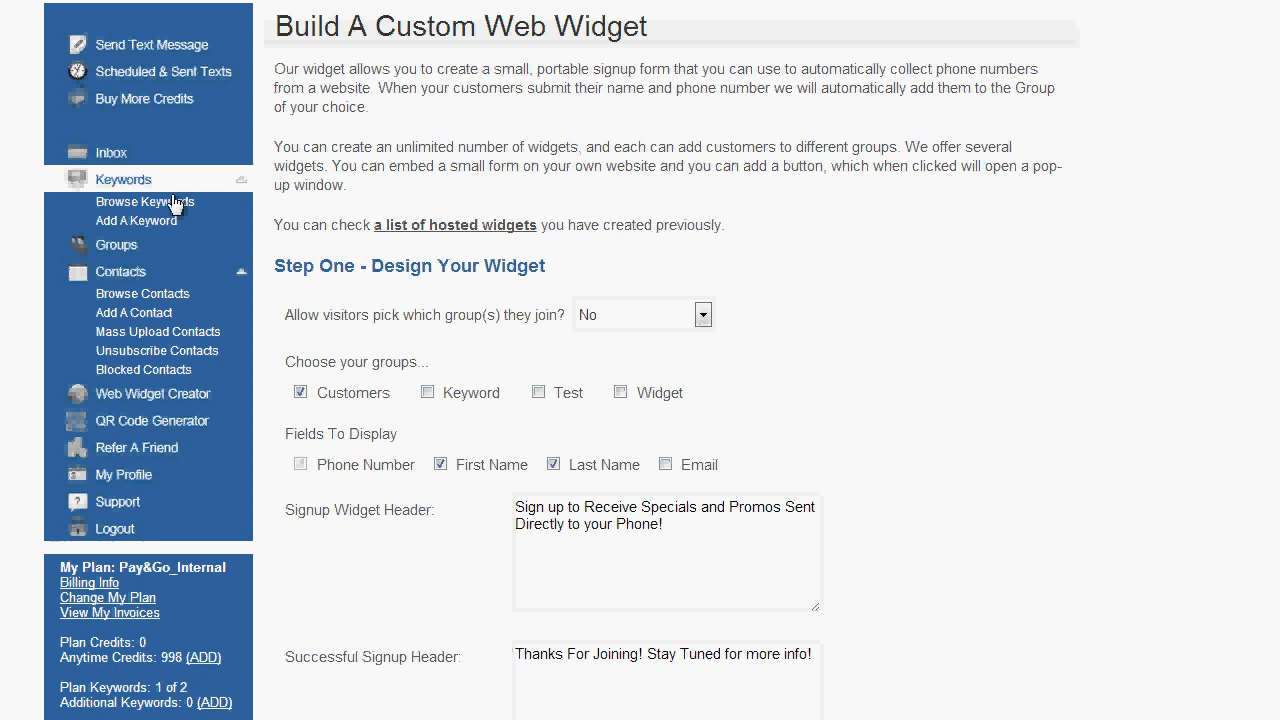 Send Text Message
Scheduled & Sent Texts
Buy More Credits
Inbox
Keywords
Browse Keywords
Add A Keyword
Groups
Contacts
Browse Contacts
Add A Contact
Mass Upload Contacts
Unsubscribe Contacts
Blocked Contacts
Web Widget Creator
QR Code Generator
Refer A Friend
My Profile
Support
Logout
My Plan: Pay&Go_Internal
Billing Info
Change My Plan
View My Invoices
Plan Credits: 0
Anytime Credits: 998 (ADD)
Plan Keywords: 1 of 2
Additional Keywords: 0 (ADD)
Build A Custom Web Widget
Our widget allows you to create a small, portable signup form that you can use to automatically collect phone numbers
from a website. When your customers submit their name and phone number we will automatically add them to the Group
of your choice.
You can create an unlimited number of widgets, and each can add customers to different groups. We offer several
widgets. You can embed a small form on your own website and you can add a button, which when clicked will open a pop-
up window.
You can check a list of hosted widgets you have created previously.
Step One - Design Your Widget
Allow visitors pick which group(s) they join? No
Choose your groups...
Customers Keyword Test Widget
Fields To Display
Phone Number First Name Last Name Email
Signup Widget Header:
Sign up to Receive Specials and Promos Sent
Directly to your Phone!
Successful Signup Header:
Thanks For Joining! Stay Tuned for more info!